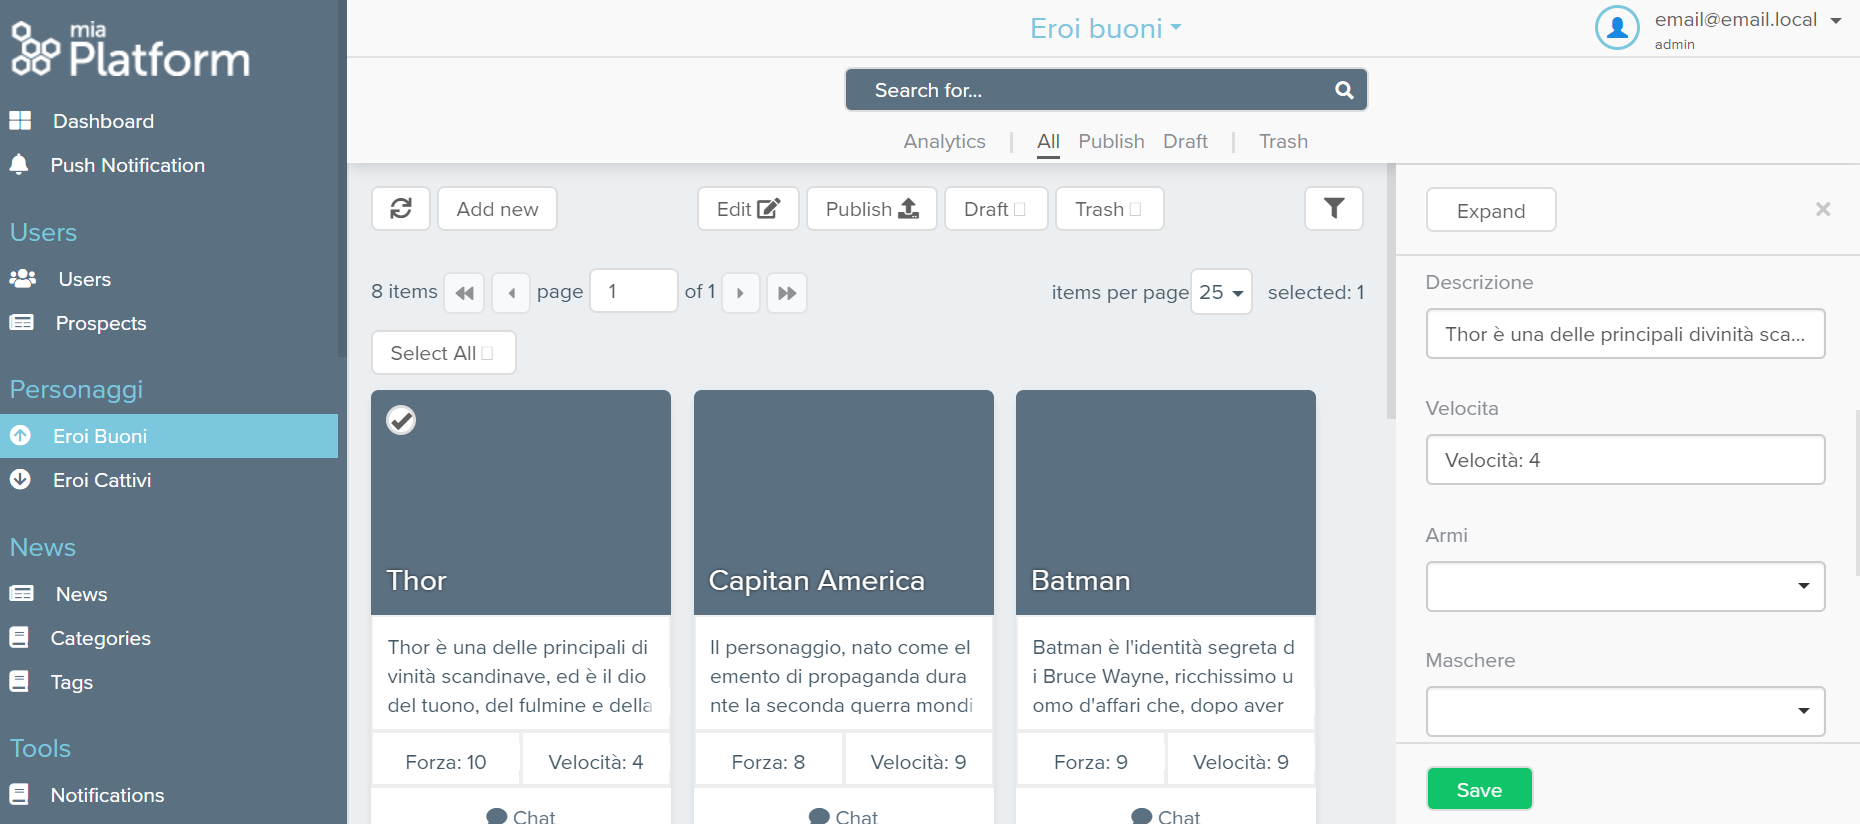 mia
Platform
Dashboard
Push Notification
Users
Users
Prospects
Personaggi
Eroi Buoni
Eroi Cattivi
News
News
Categories
Tags
Tools
Notifications
Eroi buoni
email@email.local
admin
Search for...
Analytics | All Publish Draft | Trash
Add new Edit Publish Draft Trash
8 items page 1 of 1 items per page 25 selected: 1
Select All
Thor
Thor è una delle principali di
vinità scandinave, ed è il dio
del tuono, del fulmine e della
Forza: 10 Velocità: 4
Chat
Capitan America
Il personaggio, nato come el
emento di propaganda dura
nte la seconda guerra mondi
Forza: 8 Velocità: 9
Chat
Batman
Batman è l'identità segreta d
i Bruce Wayne, ricchissimo u
omo d'affari che, dopo aver
Forza: 9 Velocità: 9
Chat
Expand ×
Descrizione
Thor è una delle principali divinità sca...
Velocita
Velocità: 4
Armi
Maschere
Save